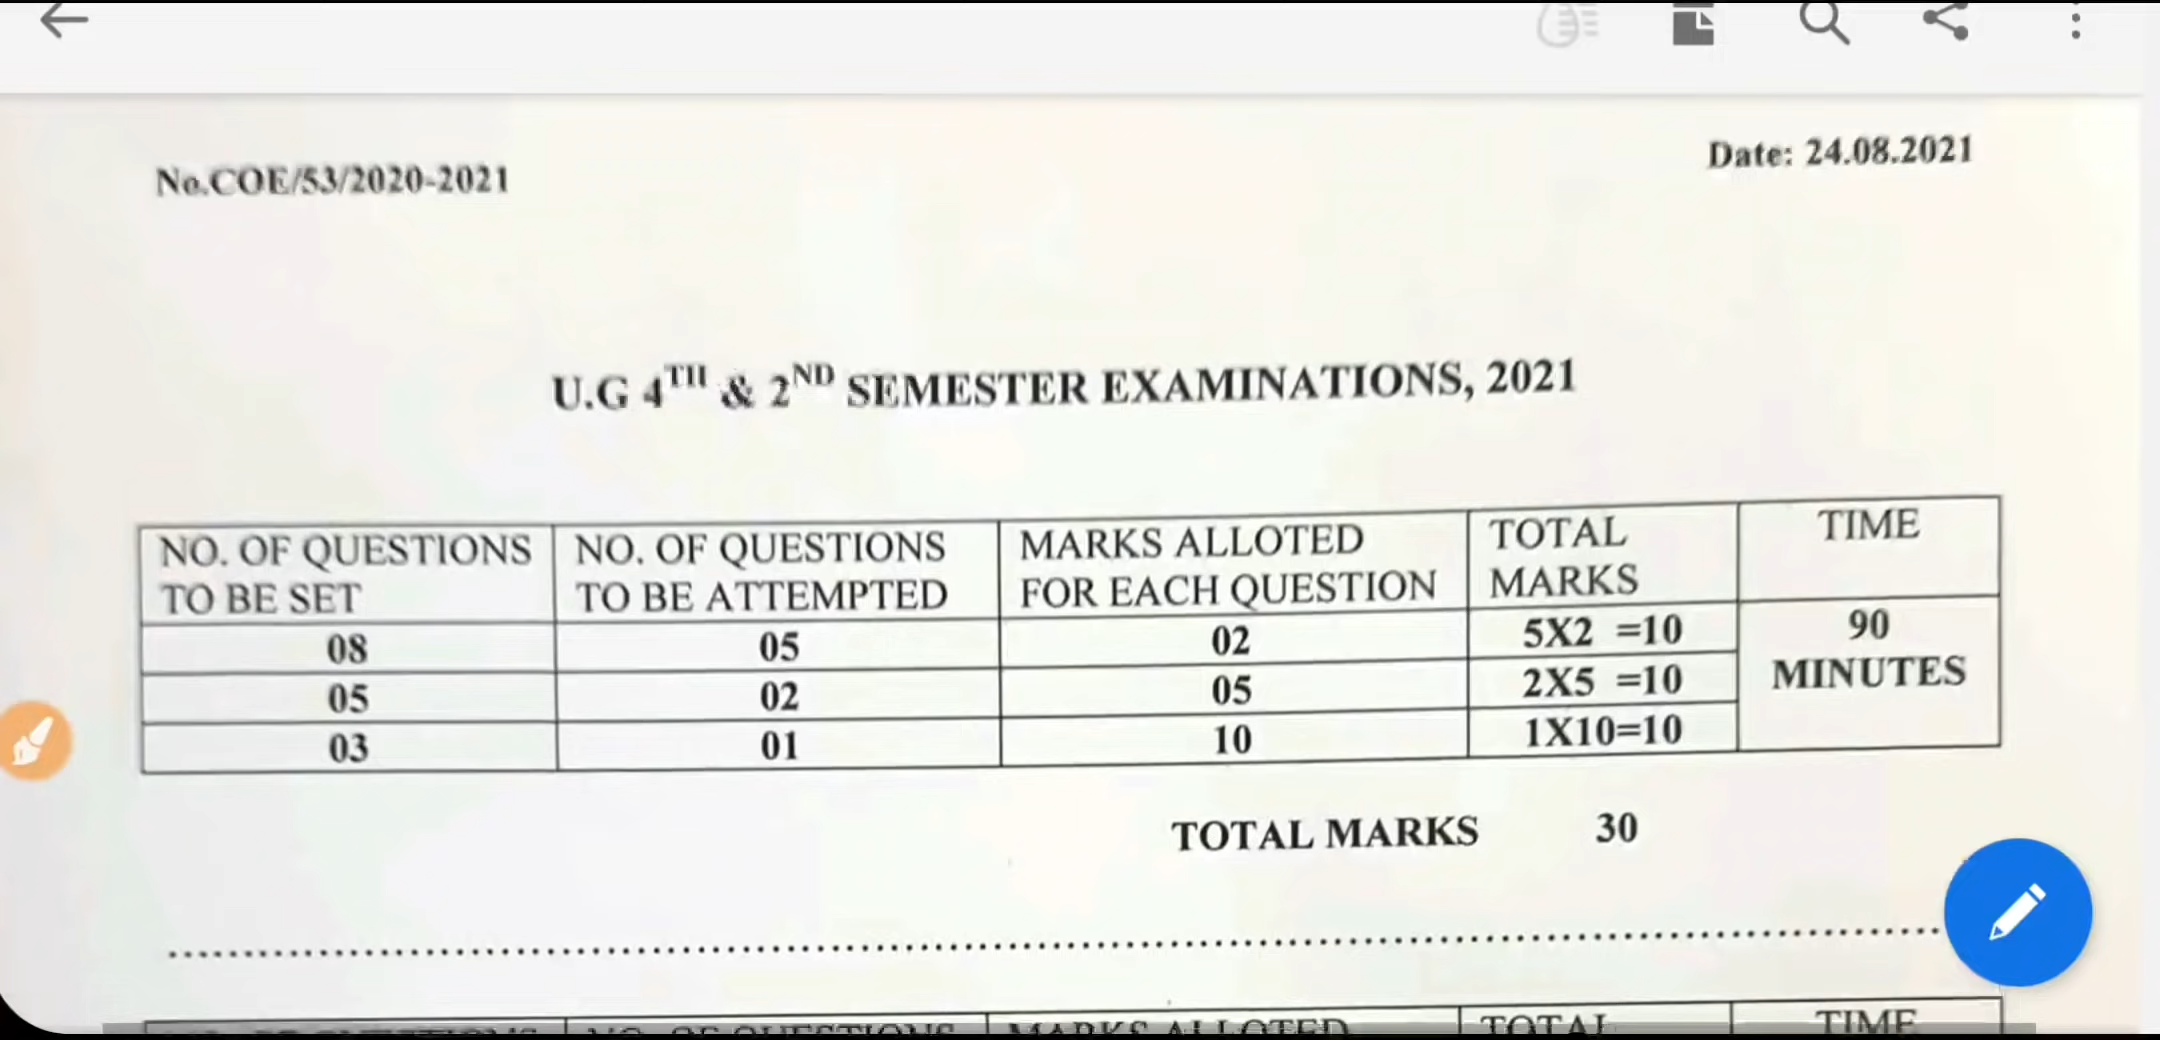 No.COE/53/2020-2021
Date: 24.08.2021
U.G 4TH & 2ND SEMESTER EXAMINATIONS, 2021
NO. OF QUESTIONS TO BE SET
NO. OF QUESTIONS TO BE ATTEMPTED
MARKS ALLOTED FOR EACH QUESTION
TOTAL MARKS
TIME
08 05 02 5X2 =10 90 MINUTES
05 02 05 2X5 =10
03 01 10 1X10=10
TOTAL MARKS 30
MARKS ALLOTED
TOTAL
TIME